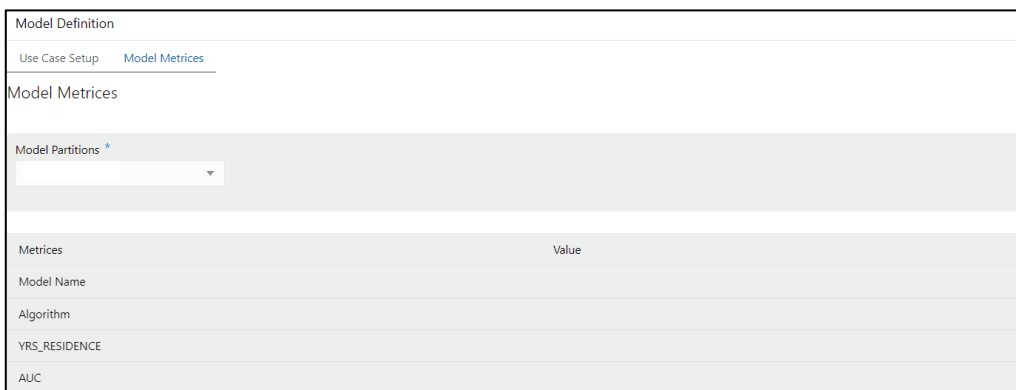 Model Definition
Use Case Setup Model Metrices
Model Metrices
Model Partitions *
Metrices Value
Model Name
Algorithm
YRS_RESIDENCE
AUC